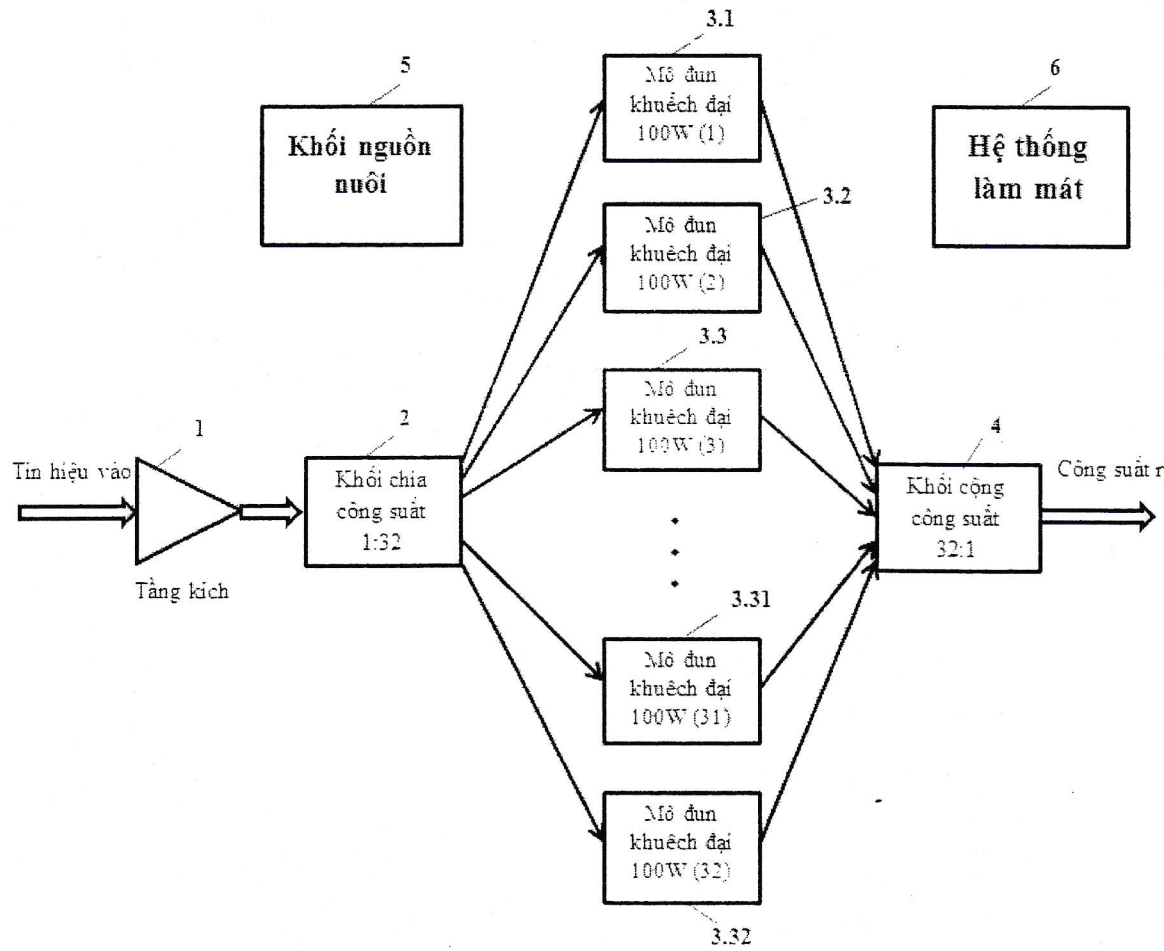 3.1
5
6
Mô đun
khuếch đại
100W (1)
Khối nguồn
nuôi
Hệ thống
làm mát
3.2
Mô đun
khuếch đại
100W (2)
3.3
Mô đun
khuếch đại
100W (3)
1
2
4
Tín hiệu vào
Khối chia
công suất
1:32
Khối cộng
công suất
32:1
Công suất r
Tầng kích
3.31
Mô đun
khuếch đại
100W (31)
Mô đun
khuếch đại
100W (32)
3.32